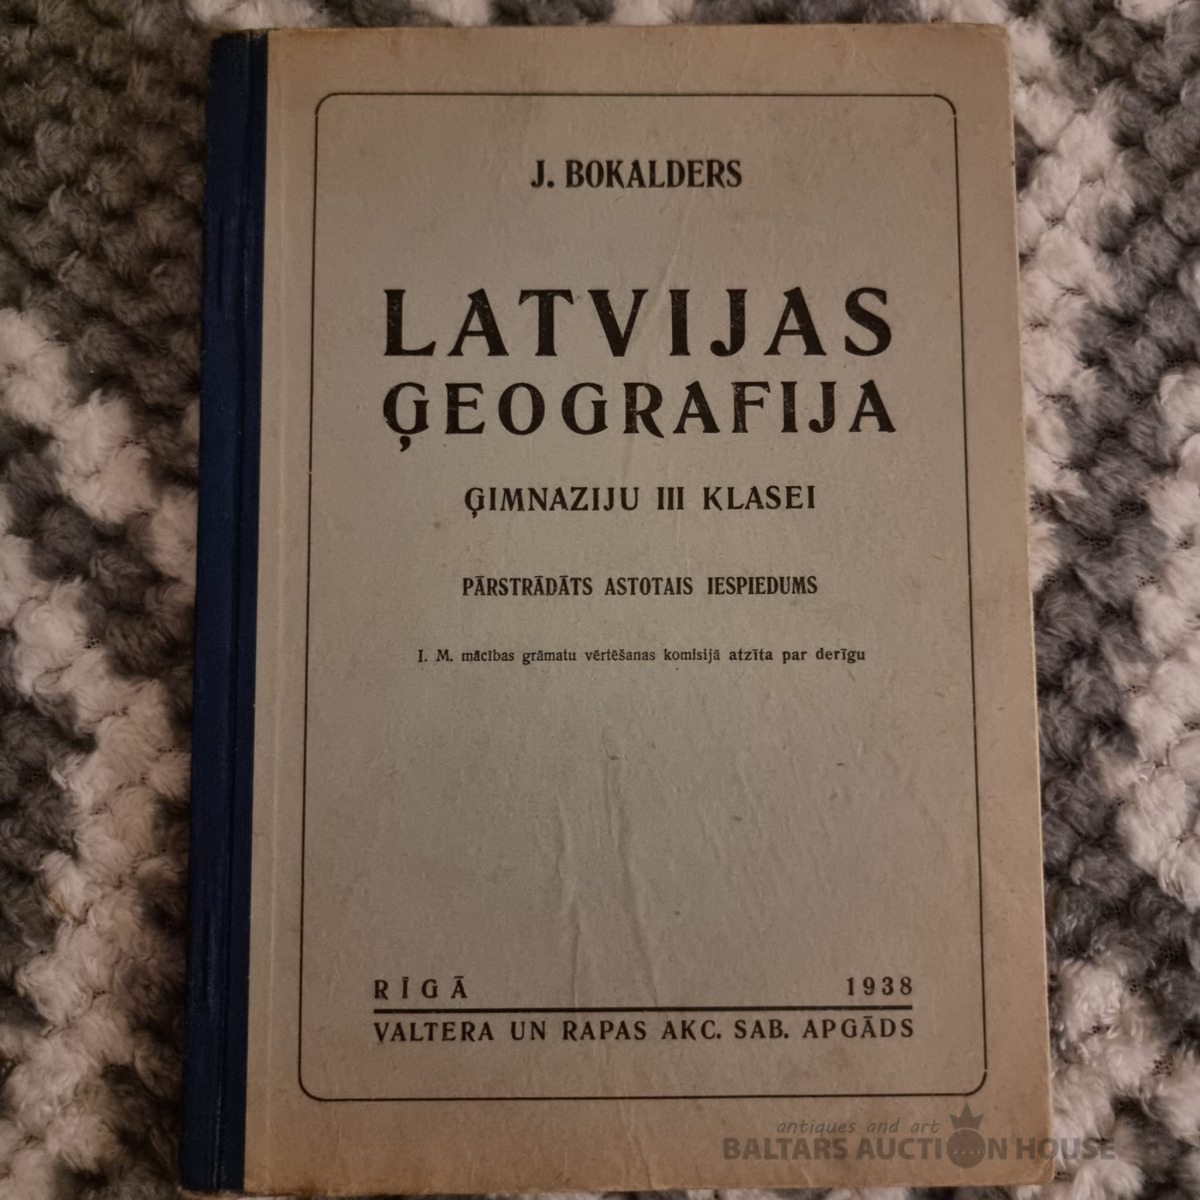 J. BOKALDERS
LATVIJAS
ĢEOGRAFIJA
ĢIMNAZIJU III KLASEI
PĀRSTRĀDĀTS ASTOTAIS IESPIEDUMS
I. M. mācības grāmatu vērtēšanas komisijā atzīta par derīgu
RĪGĀ 1938
VALTERA UN RAPAS AKC. SAB. APGĀDS
antiques and art
BALTARS AUCTION HOUSE